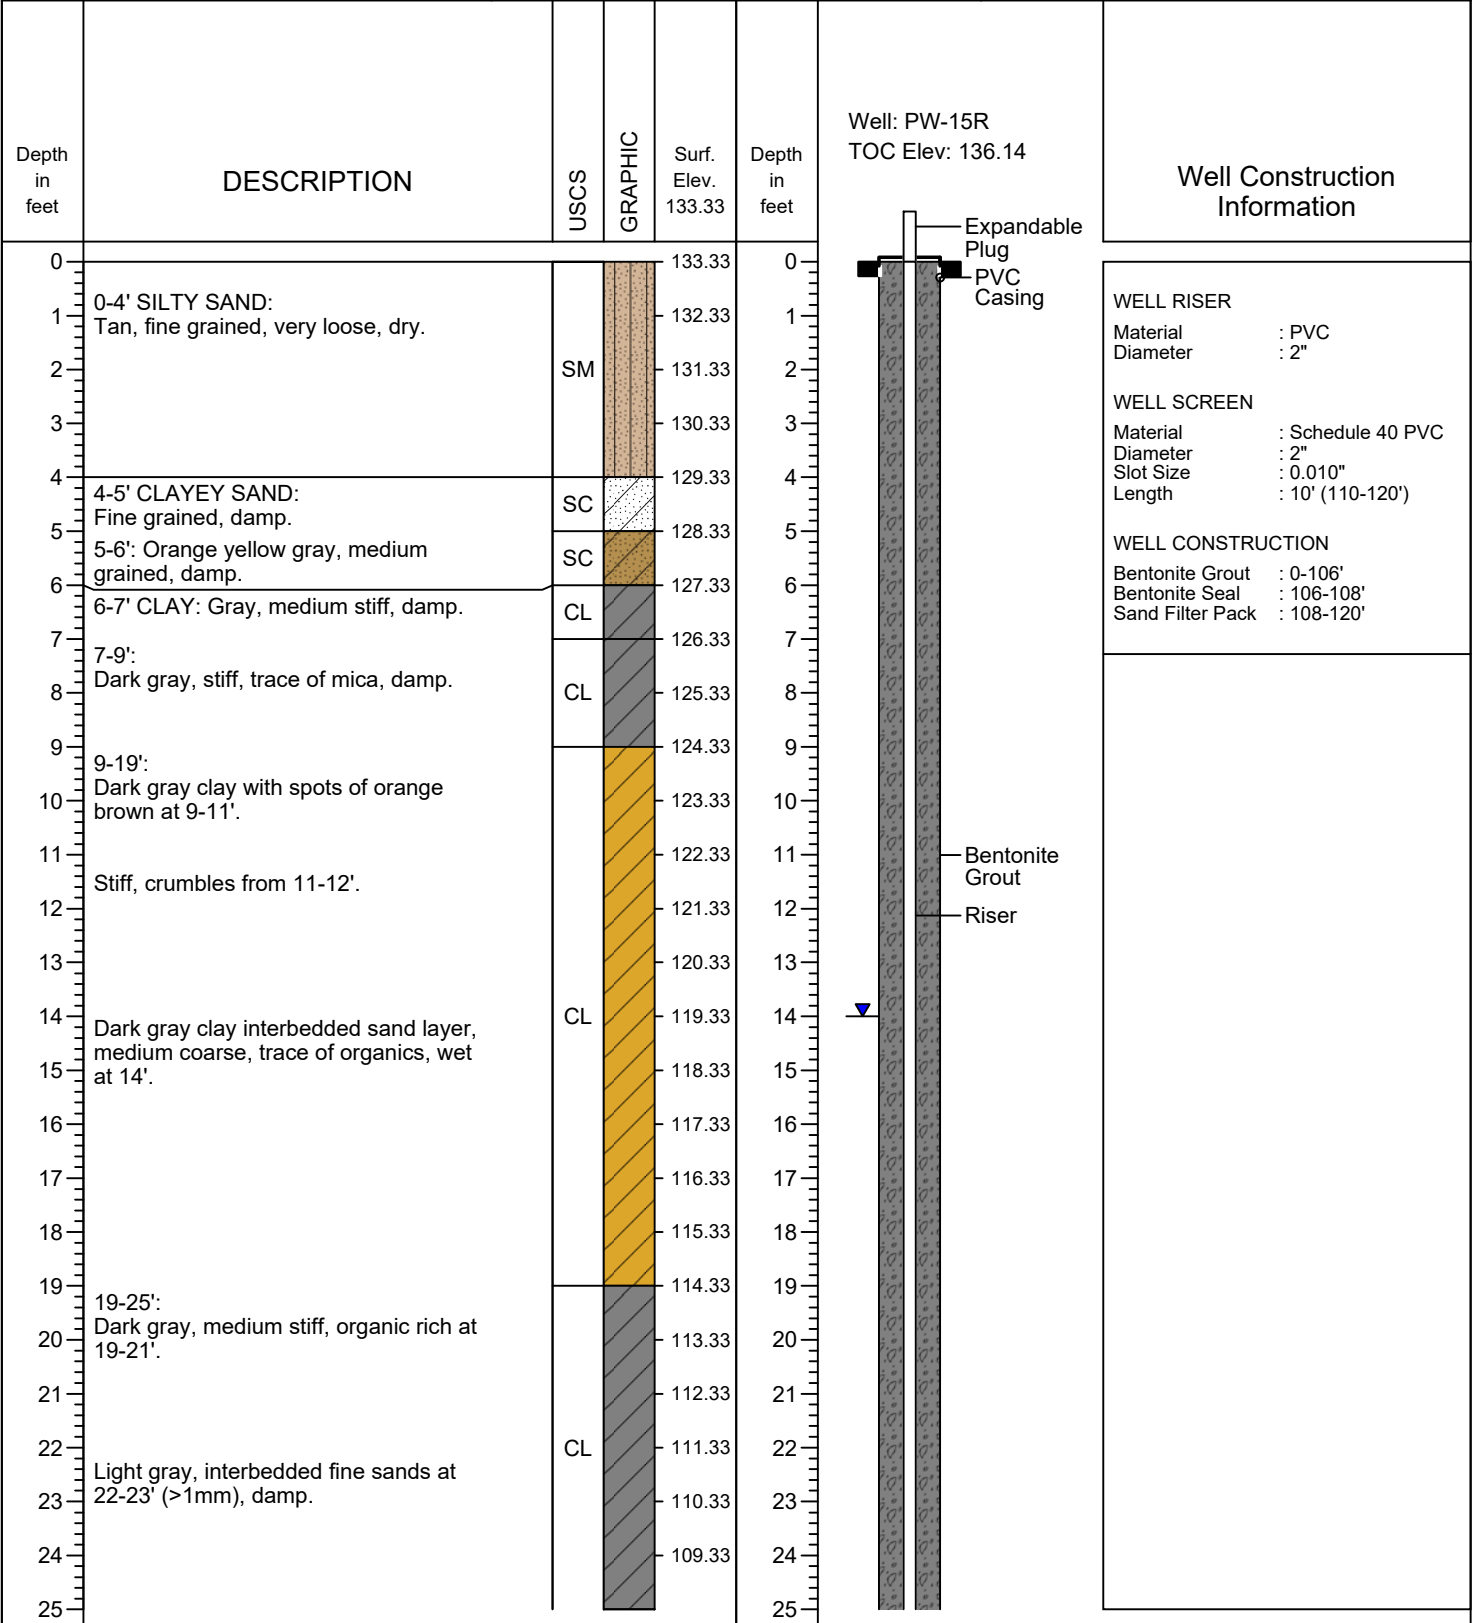 Depth
in
feet
DESCRIPTION
USCS
GRAPHIC
Surf.
Elev.
133.33
Depth
in
feet
Well: PW-15R
TOC Elev: 136.14
Well Construction
Information
0
1
2
3
4
5
6
7
8
9
10
11
12
13
14
15
16
17
18
19
20
21
22
23
24
25
0-4' SILTY SAND:
Tan, fine grained, very loose, dry.
4-5' CLAYEY SAND:
Fine grained, damp.
5-6': Orange yellow gray, medium
grained, damp.
6-7' CLAY: Gray, medium stiff, damp.
7-9':
Dark gray, stiff, trace of mica, damp.
9-19':
Dark gray clay with spots of orange
brown at 9-11'.
Stiff, crumbles from 11-12'.
Dark gray clay interbedded sand layer,
medium coarse, trace of organics, wet
at 14'.
19-25':
Dark gray, medium stiff, organic rich at
19-21'.
Light gray, interbedded fine sands at
22-23' (>1mm), damp.
SM
SC
SC
CL
CL
CL
CL
133.33
132.33
131.33
130.33
129.33
128.33
127.33
126.33
125.33
124.33
123.33
122.33
121.33
120.33
119.33
118.33
117.33
116.33
115.33
114.33
113.33
112.33
111.33
110.33
109.33
0
1
2
3
4
5
6
7
8
9
10
11
12
13
14
15
16
17
18
19
20
21
22
23
24
25
Expandable
Plug
PVC
Casing
Bentonite
Grout
Riser
WELL RISER
Material : PVC
Diameter : 2"
WELL SCREEN
Material : Schedule 40 PVC
Diameter : 2"
Slot Size : 0.010"
Length : 10' (110-120')
WELL CONSTRUCTION
Bentonite Grout : 0-106'
Bentonite Seal : 106-108'
Sand Filter Pack : 108-120'